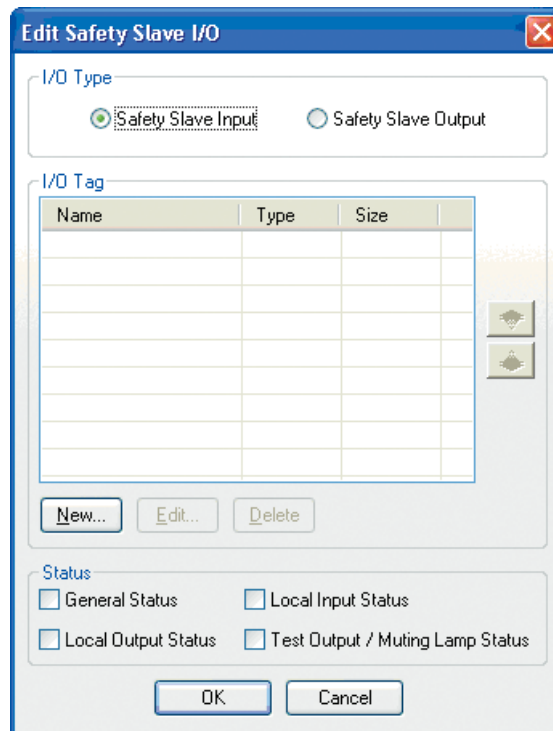 Edit Safety Slave I/O
I/O Type
Safety Slave Input Safety Slave Output
I/O Tag
Name Type Size
New... Edit... Delete
Status
General Status Local Input Status
Local Output Status Test Output / Muting Lamp Status
OK Cancel